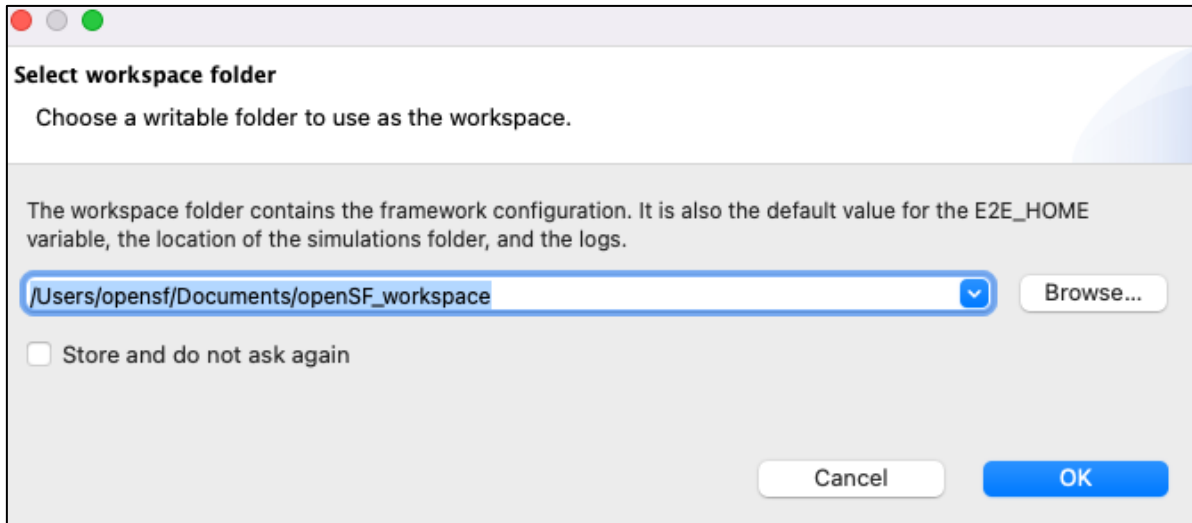 Select workspace folder
Choose a writable folder to use as the workspace.
The workspace folder contains the framework configuration. It is also the default value for the E2E_HOME
variable, the location of the simulations folder, and the logs.
/Users/opensf/Documents/openSF_workspace
Browse...
Store and do not ask again
Cancel
OK